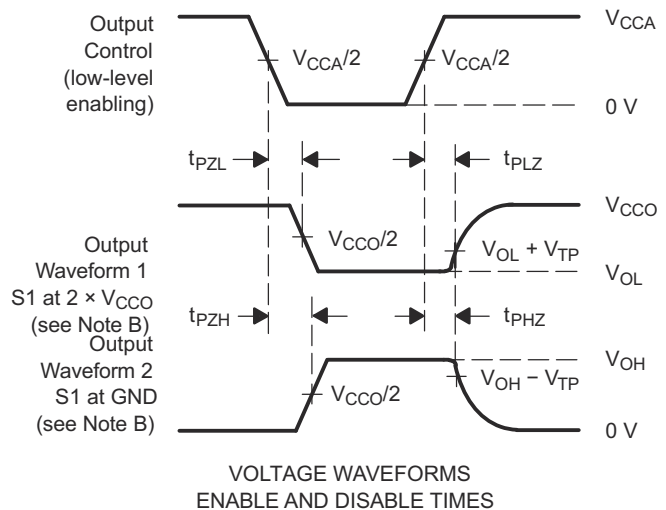 Output
Control
(low-level
enabling)
V_CCA/2
V_CCA/2
V_CCA
0 V
t_PZL
t_PLZ
Output
Waveform 1
S1 at 2 × V_CCO
(see Note B)
V_CCO/2
V_OL + V_TP
V_CCO
V_OL
t_PZH
t_PHZ
Output
Waveform 2
S1 at GND
(see Note B)
V_CCO/2
V_OH − V_TP
V_OH
0 V
VOLTAGE WAVEFORMS
ENABLE AND DISABLE TIMES